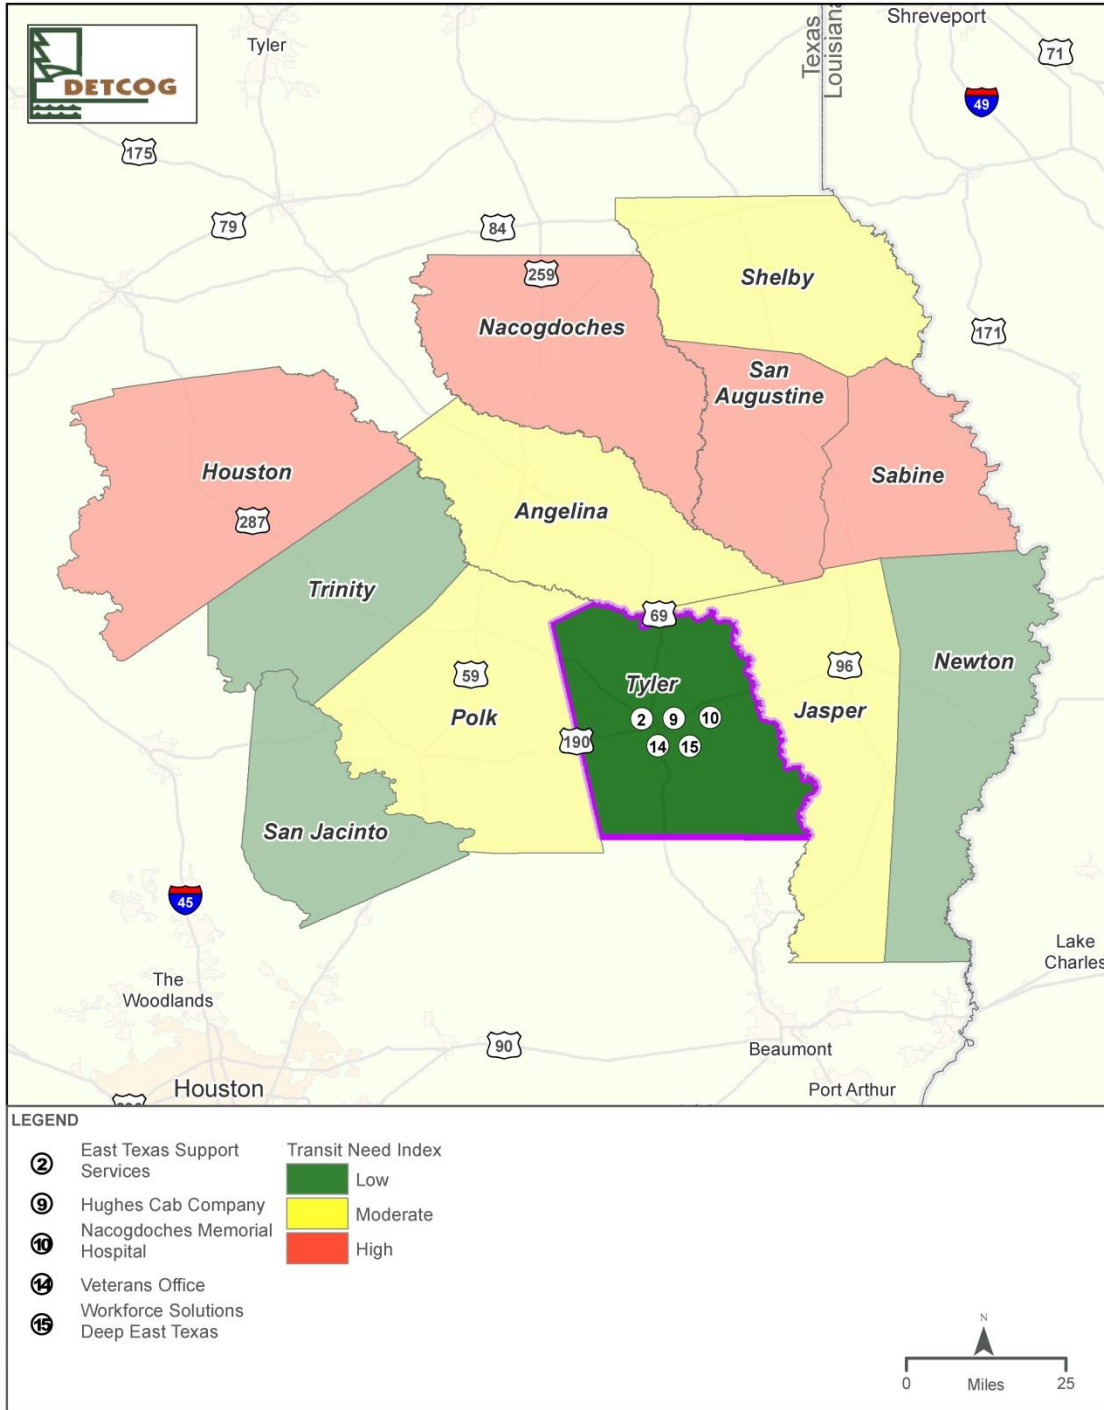 Shreveport
Tyler
Texas
Louisiana
71
DETCOG
49
175
79
84
259
Shelby
Nacogdoches
171
San
Augustine
Houston
Sabine
Angelina
287
Trinity
69
Newton
59
Tyler
96
Polk
2 9 10
Jasper
190
14 15
San Jacinto
45
Lake
Charles
The
Woodlands
90
Beaumont
Houston
Port Arthur
LEGEND
2 East Texas Support
Services
9 Hughes Cab Company
10 Nacogdoches Memorial
Hospital
14 Veterans Office
15 Workforce Solutions
Deep East Texas
Transit Need Index
Low
Moderate
High
N
0 Miles 25